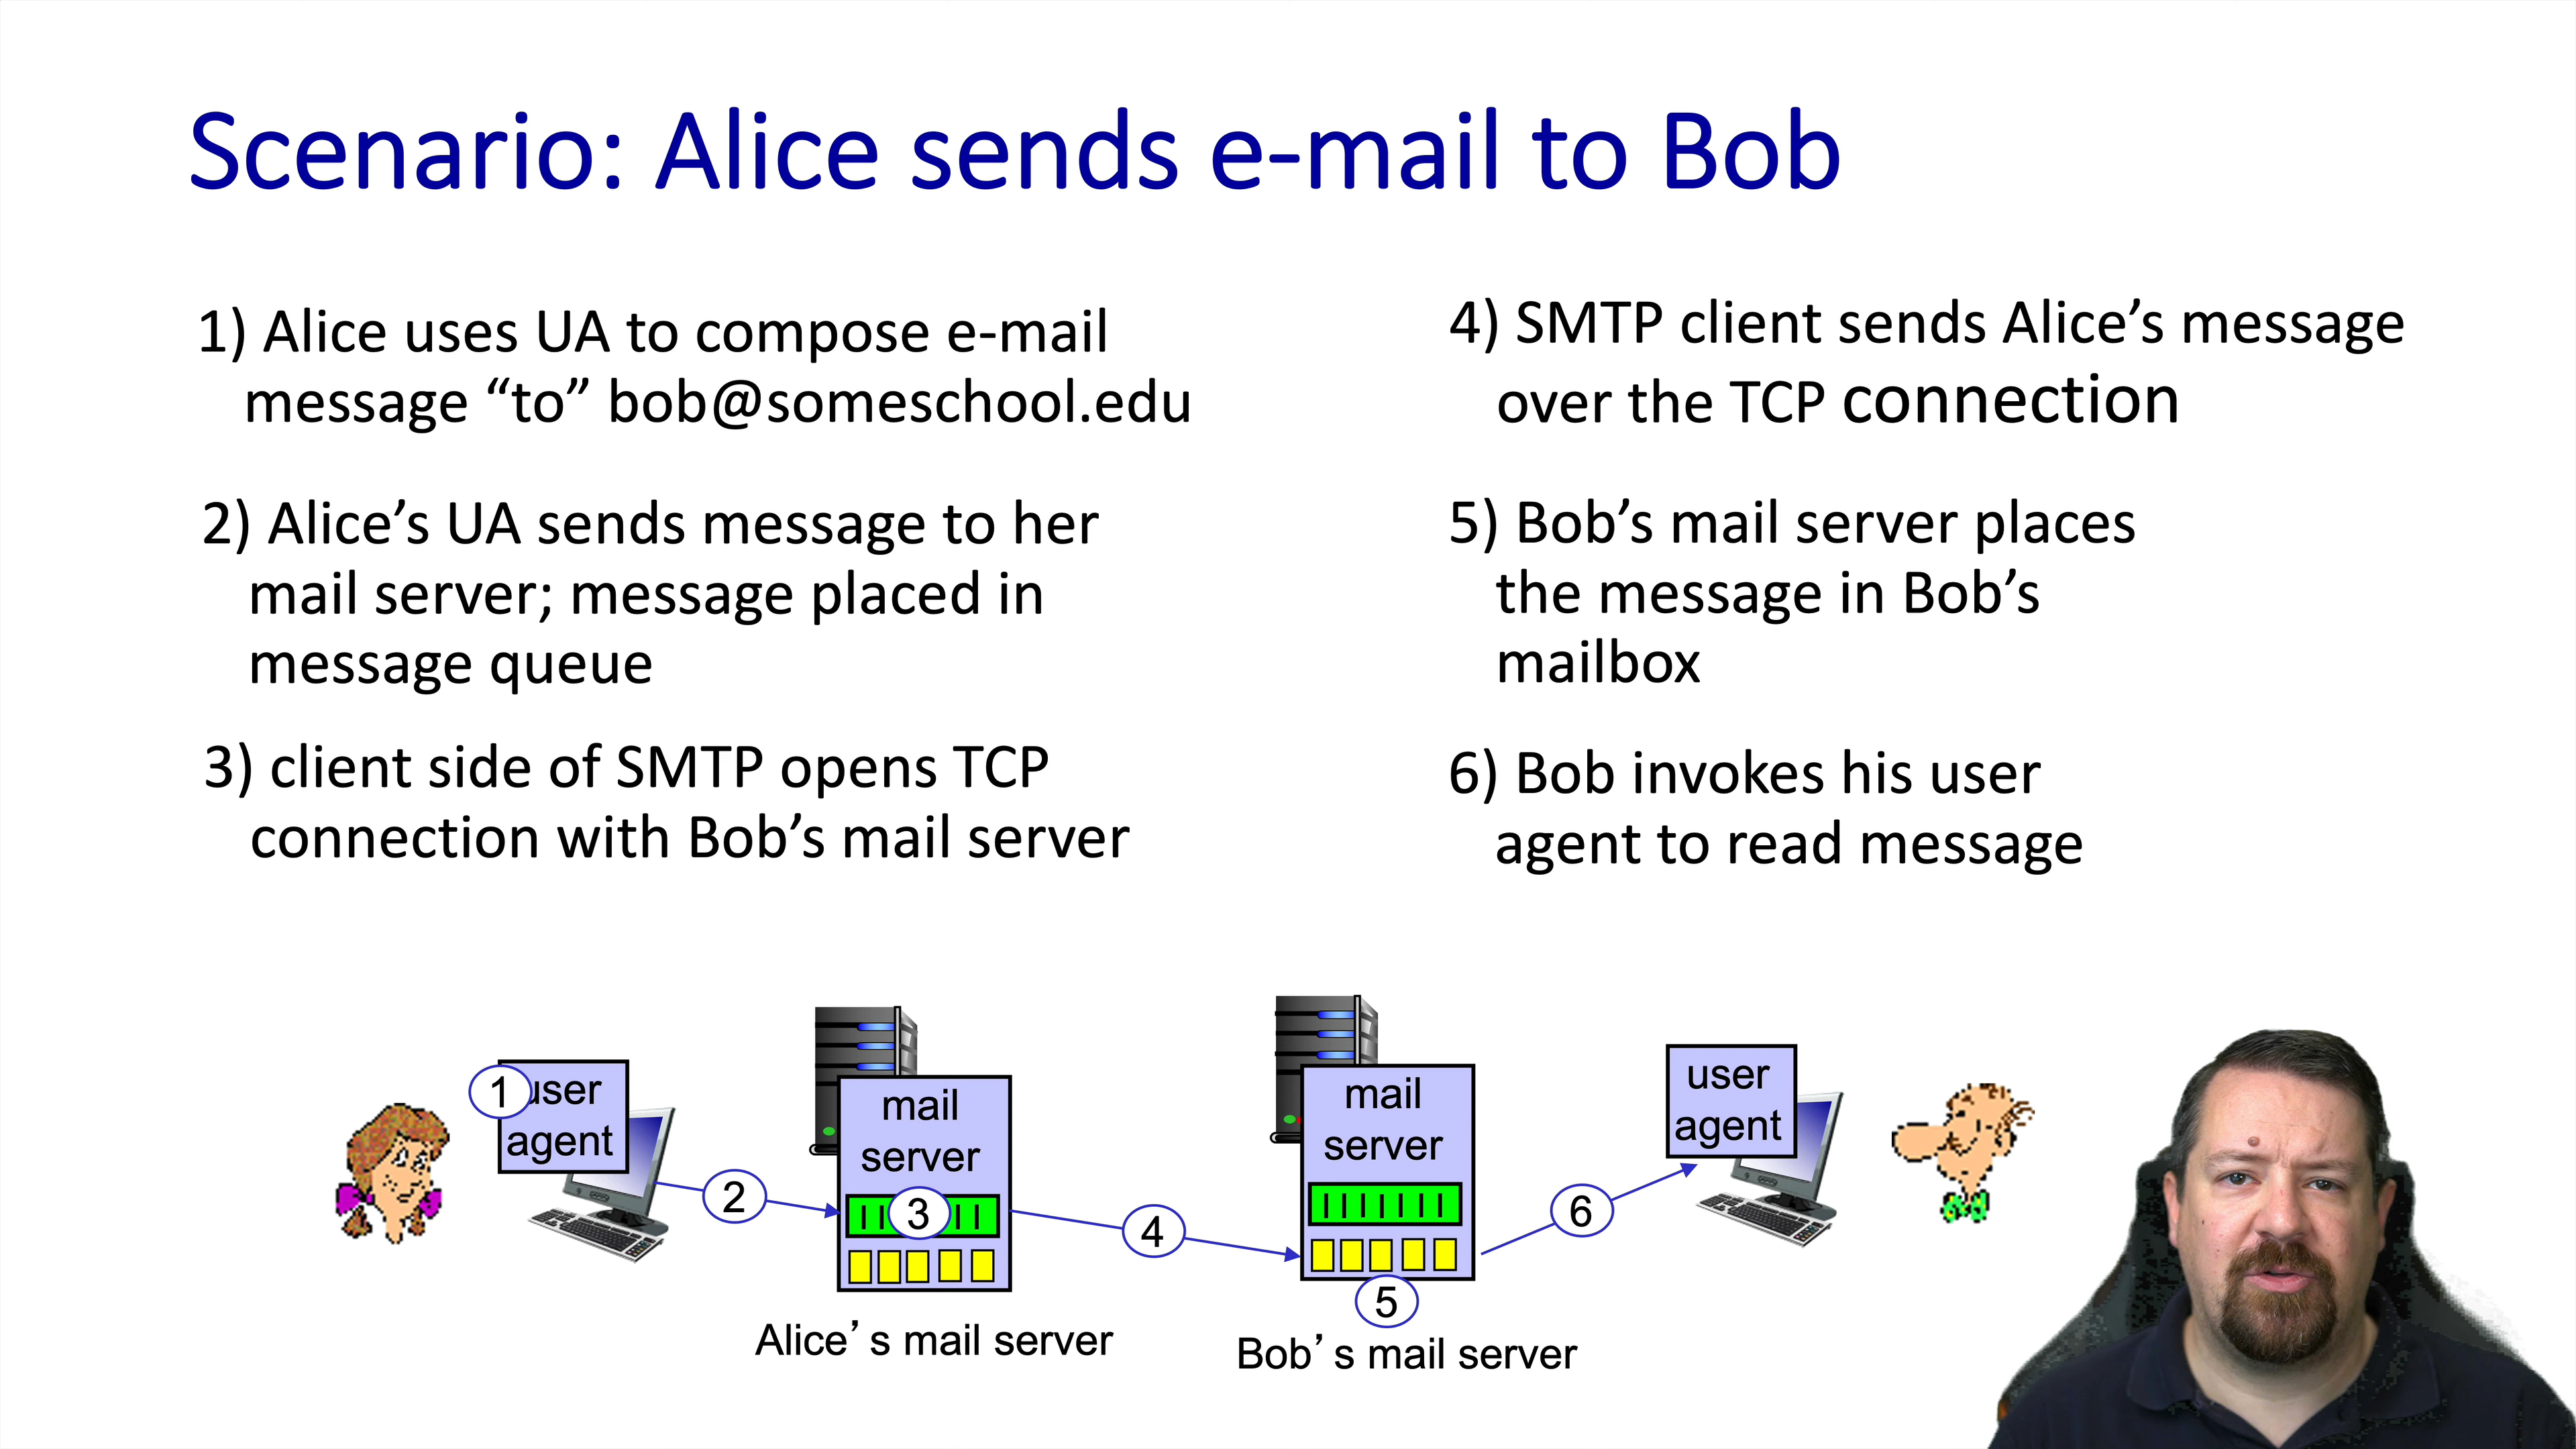 Scenario: Alice sends e-mail to Bob
1) Alice uses UA to compose e-mail
message “to” bob@someschool.edu
2) Alice’s UA sends message to her
mail server; message placed in
message queue
3) client side of SMTP opens TCP
connection with Bob’s mail server
4) SMTP client sends Alice’s message
over the TCP connection
5) Bob’s mail server places
the message in Bob’s
mailbox
6) Bob invokes his user
agent to read message
1
user
agent
2
mail
server
3
Alice’s mail server
4
mail
server
5
Bob’s mail server
6
user
agent